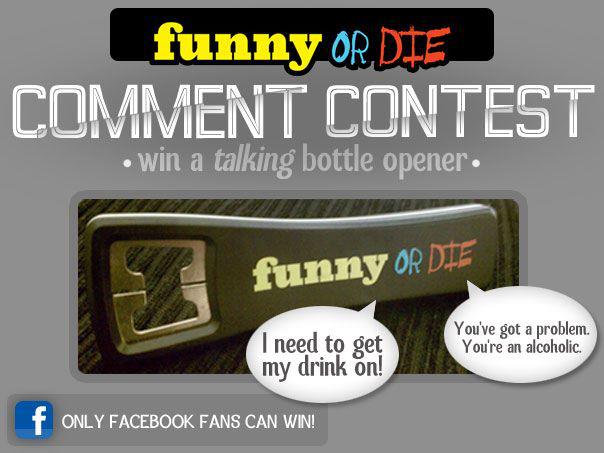 funny OR DIE
COMMENT CONTEST
• win a talking bottle opener •
funny OR DIE
I need to get
my drink on!
You've got a problem.
You're an alcoholic.
f ONLY FACEBOOK FANS CAN WIN!